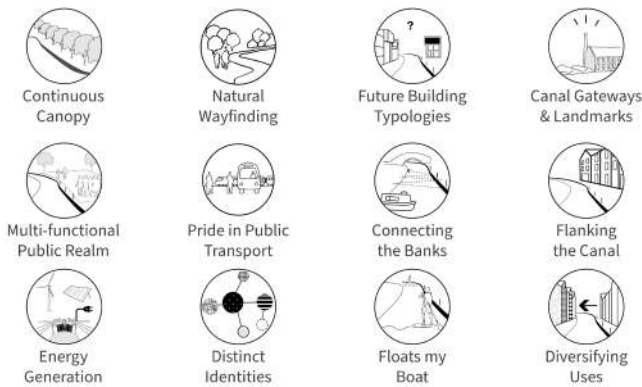 Continuous
Canopy
Natural
Wayfinding
?
Future Building
Typologies
Canal Gateways
& Landmarks
Multi-functional
Public Realm
Pride in Public
Transport
Connecting
the Banks
Flanking
the Canal
Energy
Generation
Distinct
Identities
Floats my
Boat
Diversifying
Uses